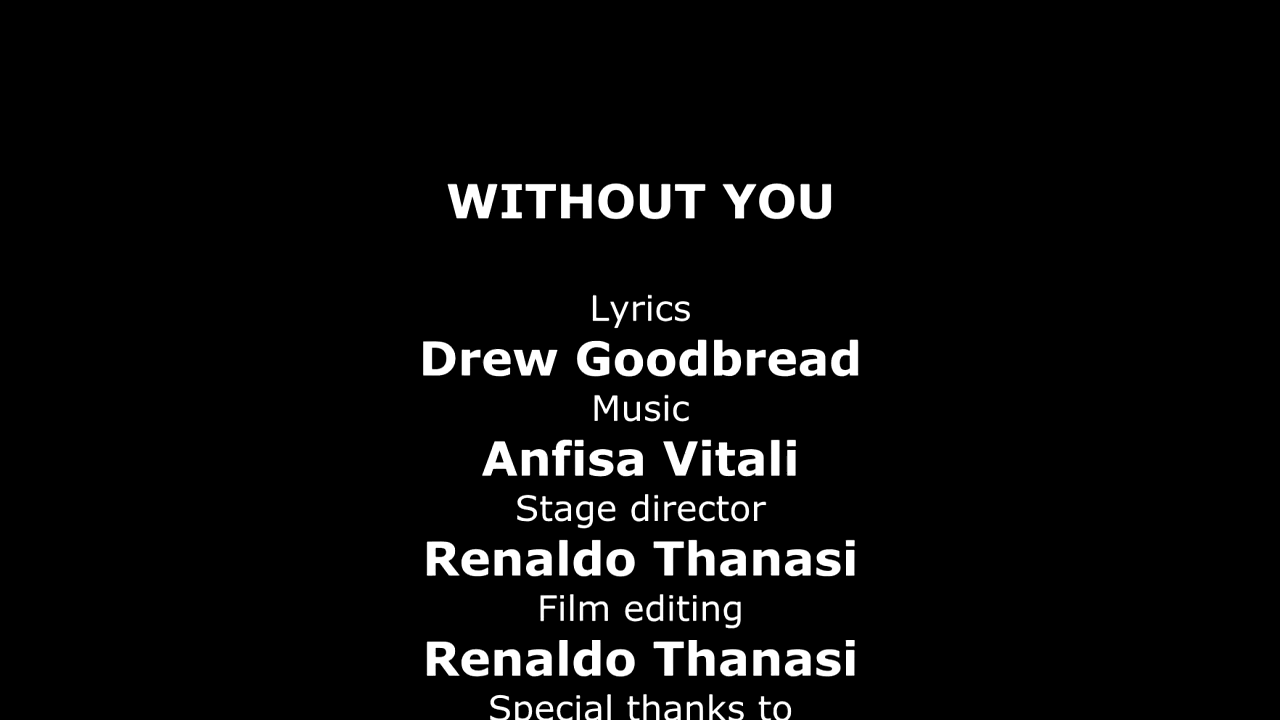 WITHOUT YOU
Lyrics
Drew Goodbread
Music
Anfisa Vitali
Stage director
Renaldo Thanasi
Film editing
Renaldo Thanasi
Special thanks to